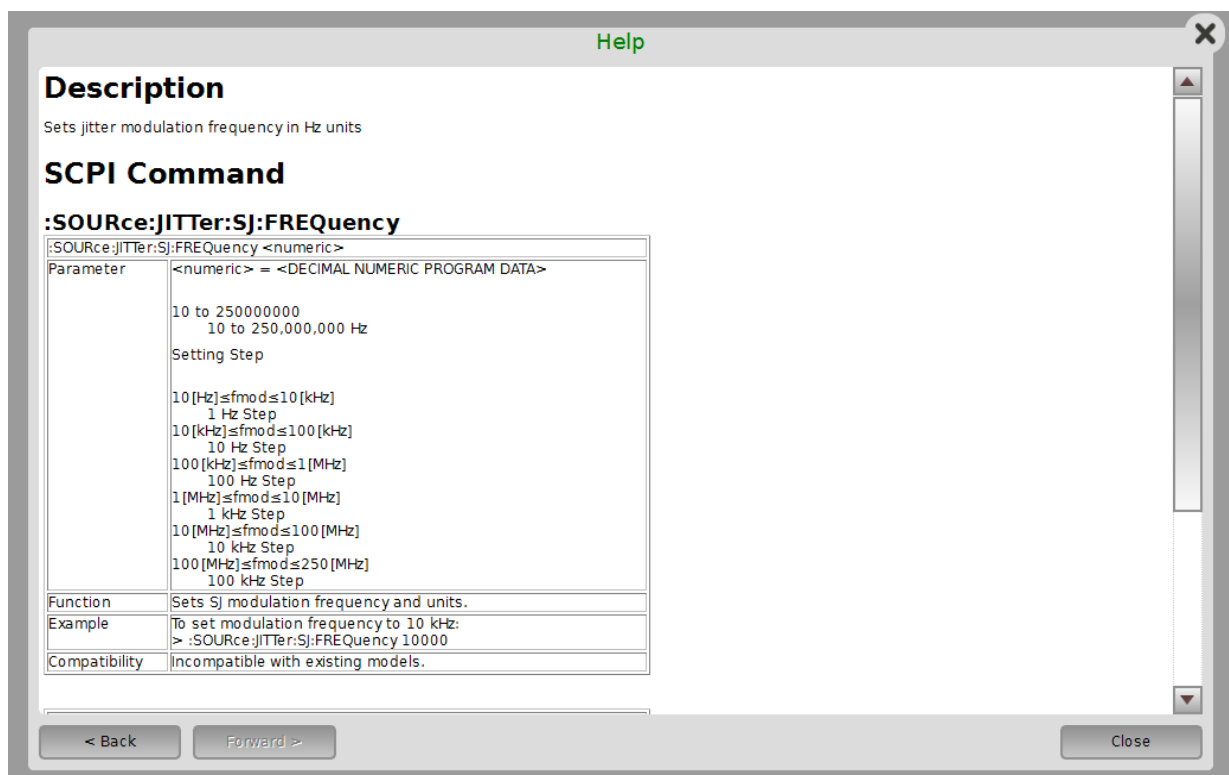 Help
Description
Sets jitter modulation frequency in Hz units
SCPI Command
:SOURce:JITTer:SJ:FREQuency
:SOURce:JITTer:SJ:FREQuency <numeric>
Parameter
<numeric> = <DECIMAL NUMERIC PROGRAM DATA>
10 to 250000000
10 to 250,000,000 Hz
Setting Step
10[Hz]≤fmod≤10[kHz]
1 Hz Step
10[kHz]≤fmod≤100[kHz]
10 Hz Step
100[kHz]≤fmod≤1[MHz]
100 Hz Step
1[MHz]≤fmod≤10[MHz]
1 kHz Step
10[MHz]≤fmod≤100[MHz]
10 kHz Step
100[MHz]≤fmod≤250[MHz]
100 kHz Step
Function
Sets SJ modulation frequency and units.
Example
To set modulation frequency to 10 kHz:
> :SOURce:JITTer:SJ:FREQuency 10000
Compatibility
Incompatible with existing models.
< Back
Forward >
Close